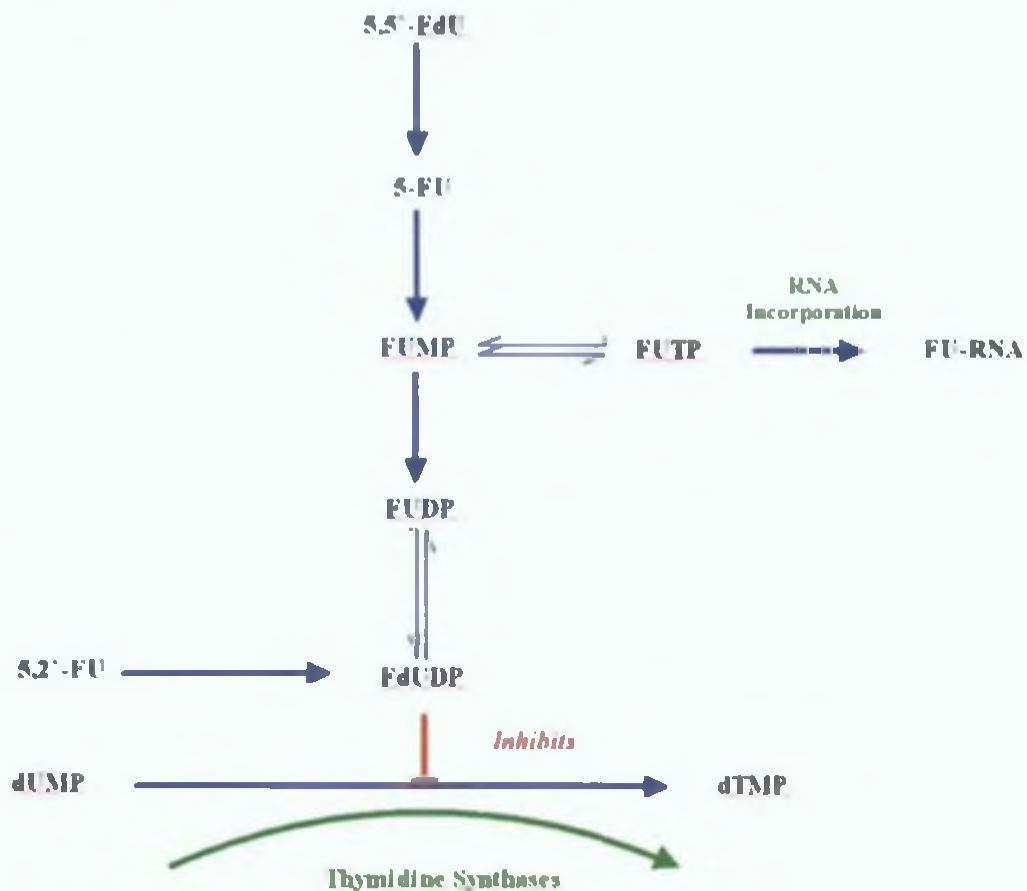 5,5'-FdU
5-FU
RNA
Incorporation
FUMP
FUTP
FU-RNA
FUDP
5,2'-FU
FdUDP
Inhibits
dUMP
dTMP
Thymidine Synthases